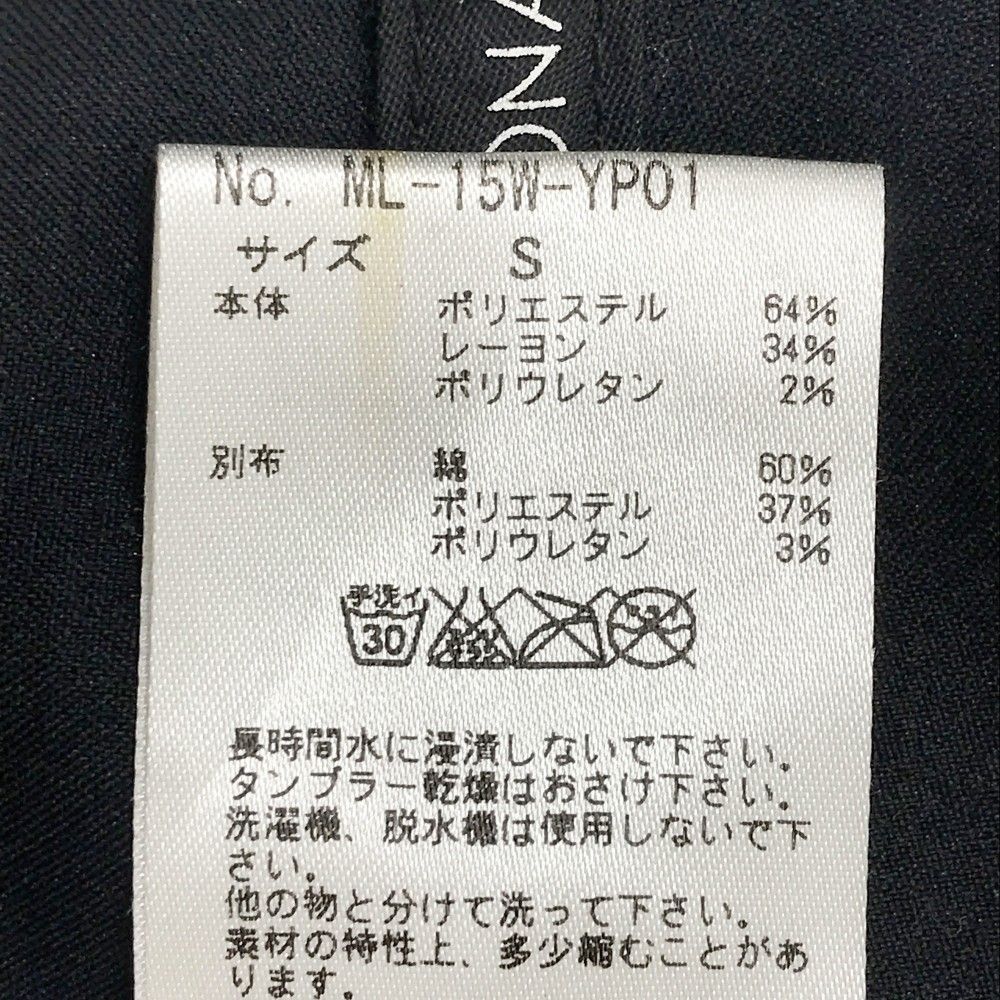 ONA
No. ML-15W-YP01
サイズ S
本体 ポリエステル 64%
レーヨン 34%
ポリウレタン 2%
別布 綿 60%
ポリエステル 37%
ポリウレタン 3%
手洗イ
30
長時間水に浸漬しないで下さい。
タンブラー乾燥はおさけ下さい。
洗濯機、脱水機は使用しないで下
さい。
他の物と分けて洗って下さい。
素材の特性上、多少縮むことがあ
ります。